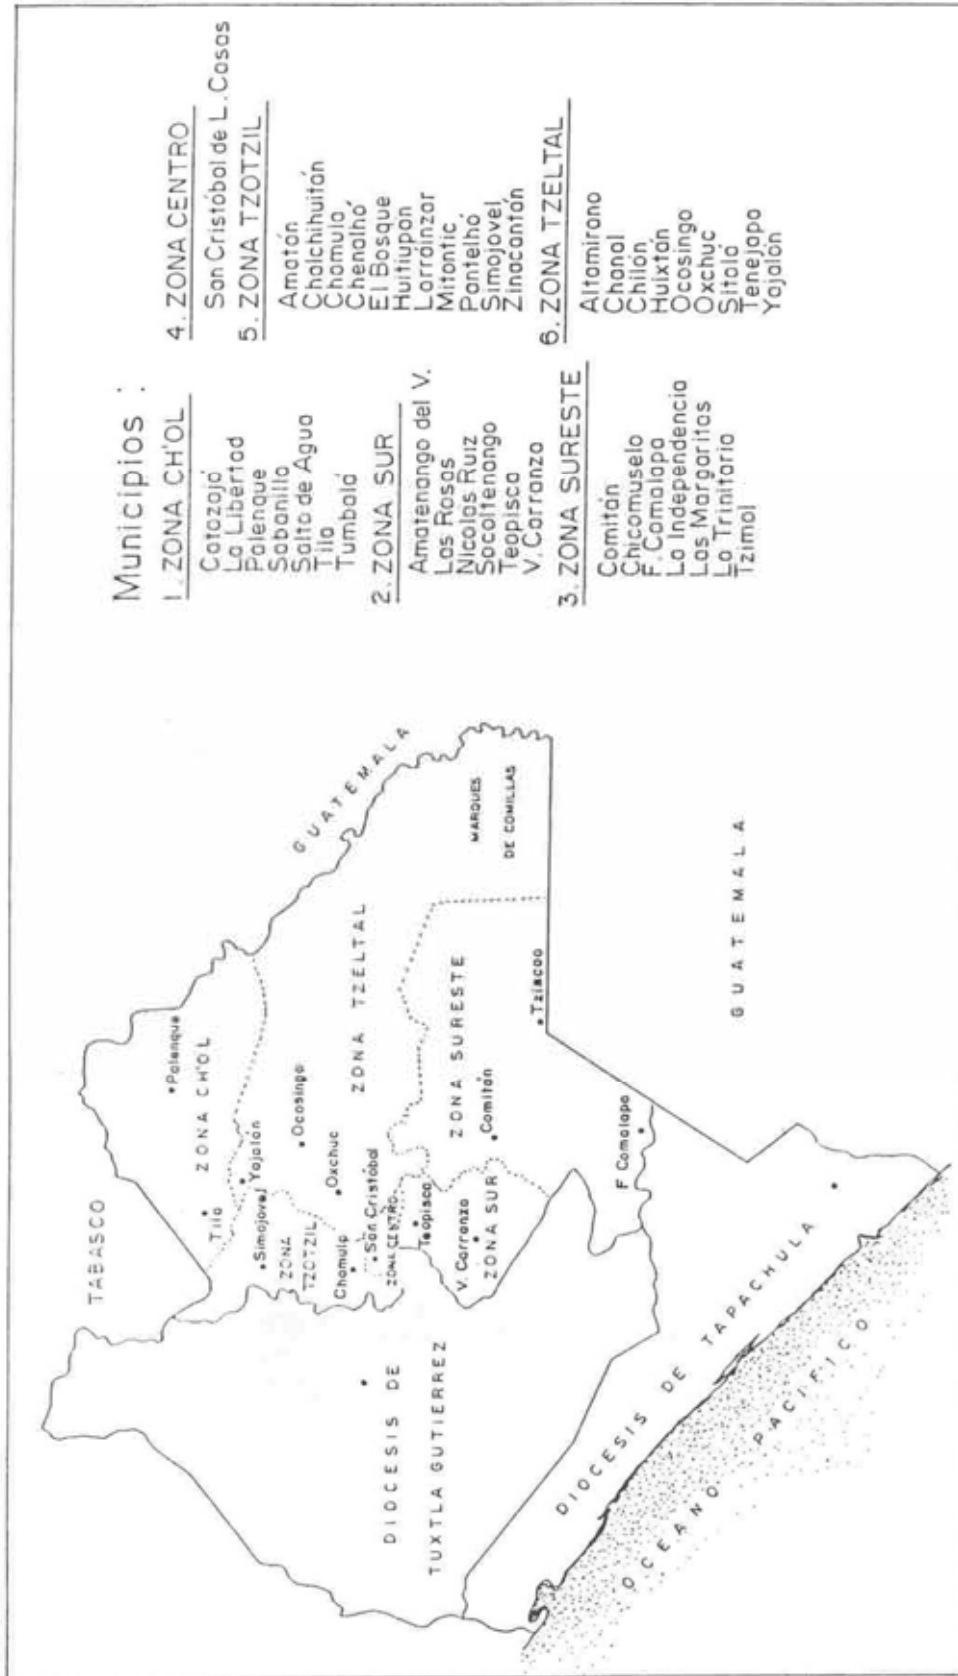 TABASCO
GUATEMALA
Palenque
ZONA CH'OL
Tila
Yajalón
Simojovel
Ocosingo
ZONA
TZOTZIL
Oxchuc
Chamula
San Cristóbal
ZONA CENTRO
ZONA TZELTAL
MARQUES
DE COMILLAS
Teopisca
ZONA SURESTE
Comitán
V. Carranza
ZONA SUR
Tziscao
F Comalapa
GUATEMALA
DIOCESIS DE
TUXTLA GUTIERREZ
DIOCESIS DE TAPACHULA
OCEANO PACIFICO
Municipios :
1. ZONA CH'OL
Catazajá
La Libertad
Palenque
Sabanilla
Salto de Agua
Tila
Tumbalá
2. ZONA SUR
Amatenango del V.
Las Rosas
Nicolas Ruiz
Socoltenango
Teopisca
V. Carranza
3. ZONA SURESTE
Comitán
Chicomuselo
F. Comalapa
La Independencia
Las Margaritas
La Trinitaria
Tzimol
4. ZONA CENTRO
San Cristóbal de L. Casas
5. ZONA TZOTZIL
Amatán
Chalchihuitán
Chamula
Chenalhó
El Bosque
Huitiupan
Larrainzar
Mitontic
Pantelhó
Simojovel
Zinacantán
6. ZONA TZELTAL
Altamirano
Chanal
Chilón
Huixtán
Ocosingo
Oxchuc
Sitalá
Tenejapa
Yajalón